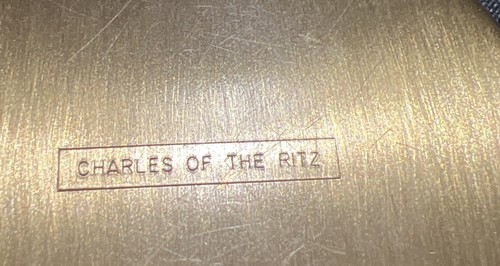 CHARLES OF THE RITZ